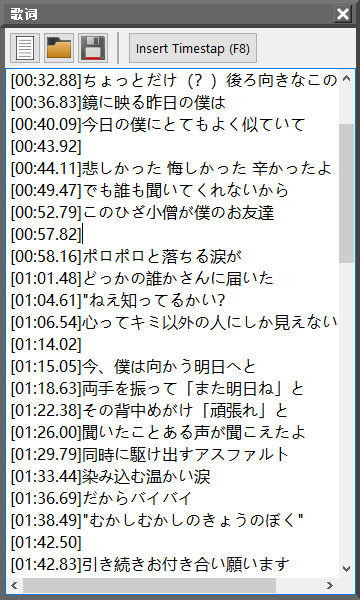 歌词
Insert Timestap (F8)
[00:32.88]ちょっとだけ（？）後ろ向きなこの
[00:36.83]鏡に映る昨日の僕は
[00:40.09]今日の僕にとてもよく似ていて
[00:43.92]
[00:44.11]悲しかった 悔しかった 辛かったよ
[00:49.47]でも誰も聞いてくれないから
[00:52.79]このひざ小僧が僕のお友達
[00:57.82]
[00:58.16]ポロポロと落ちる涙が
[01:01.48]どっかの誰かさんに届いた
[01:04.61]"ねえ知ってるかい？
[01:06.54]心ってキミ以外の人にしか見えない
[01:14.02]
[01:15.05]今、僕は向かう明日へと
[01:18.63]両手を振って「また明日ね」と
[01:22.38]その背中めがけ「頑張れ」と
[01:26.00]聞いたことある声が聞こえたよ
[01:29.79]同時に駆け出すアスファルト
[01:33.44]染み込む温かい涙
[01:36.69]だからバイバイ
[01:38.49]"むかしむかしのきょうのぼく"
[01:42.50]
[01:42.83]引き続きお付き合い願います